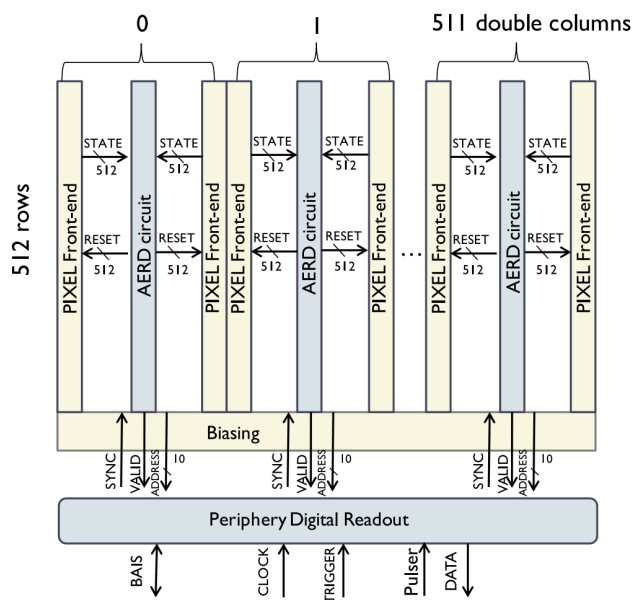 0 1 511 double columns
512 rows
PIXEL Front-end
STATE
512
RESET
512
AERD circuit
STATE
512
RESET
512
PIXEL Front-end
PIXEL Front-end
STATE
512
RESET
512
AERD circuit
STATE
512
RESET
512
PIXEL Front-end
...
PIXEL Front-end
STATE
512
RESET
512
AERD circuit
STATE
512
RESET
512
PIXEL Front-end
Biasing
SYNC
VALID
ADDRESS
10
SYNC
VALID
ADDRESS
10
SYNC
VALID
ADDRESS
10
Periphery Digital Readout
BAIS
CLOCK
TRIGGER
Pulser
DATA